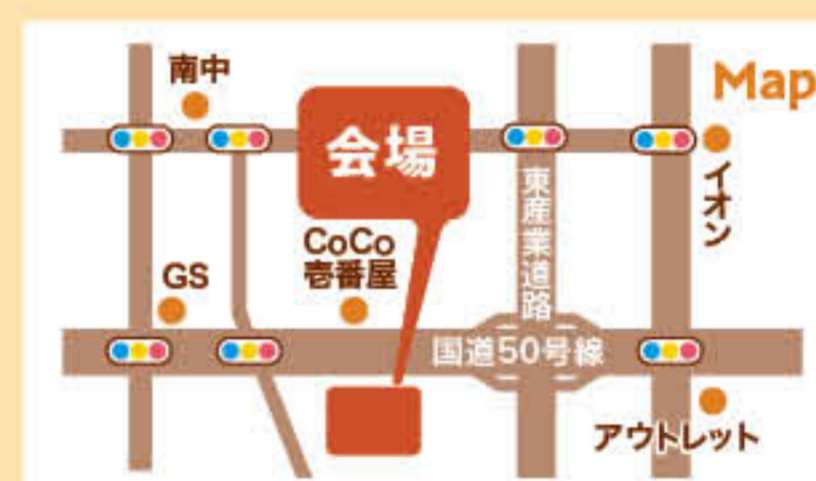 南中
Map
会場
東産業道路
イオン
CoCo
壱番屋
GS
国道50号線
アウトレット